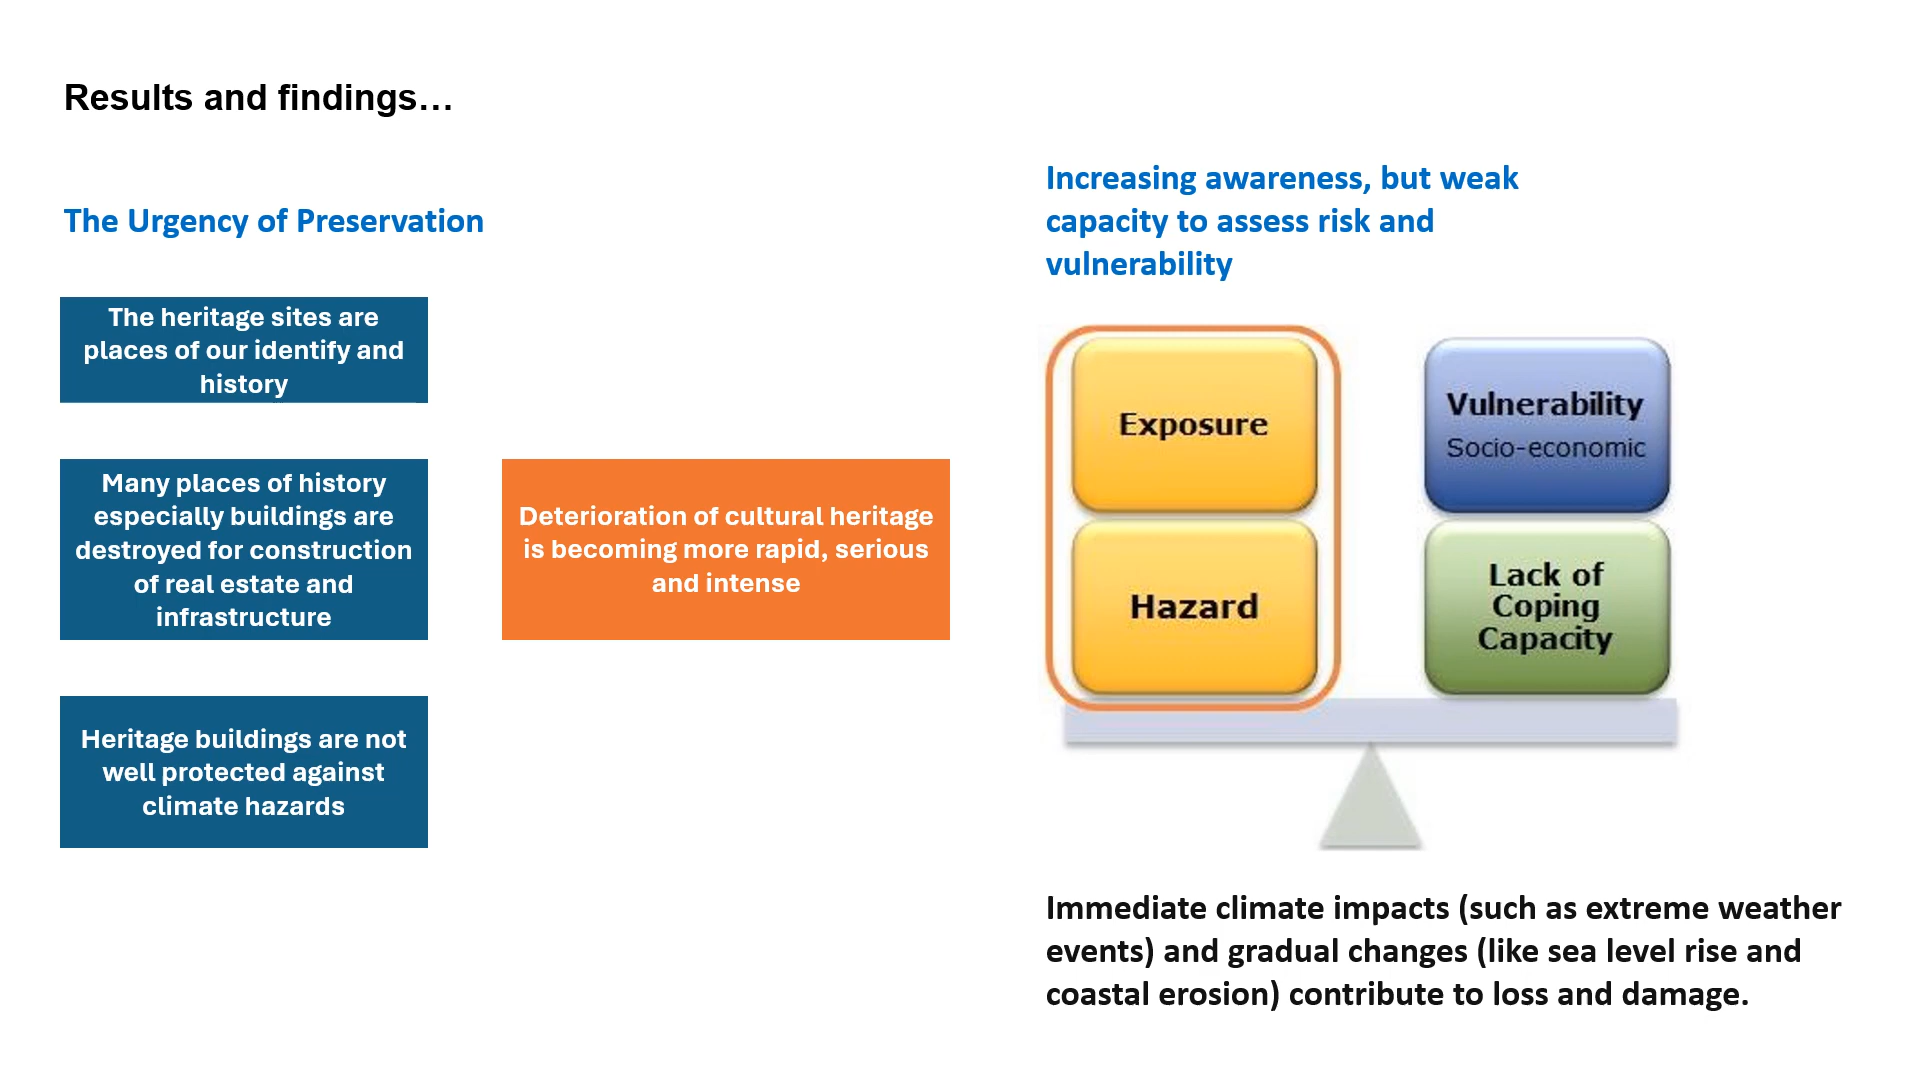 Results and findings…
The Urgency of Preservation
The heritage sites are
places of our identify and
history
Many places of history
especially buildings are
destroyed for construction
of real estate and
infrastructure
Heritage buildings are not
well protected against
climate hazards
Deterioration of cultural heritage
is becoming more rapid, serious
and intense
Increasing awareness, but weak
capacity to assess risk and
vulnerability
Exposure
Hazard
Vulnerability
Socio-economic
Lack of
Coping
Capacity
Immediate climate impacts (such as extreme weather
events) and gradual changes (like sea level rise and
coastal erosion) contribute to loss and damage.